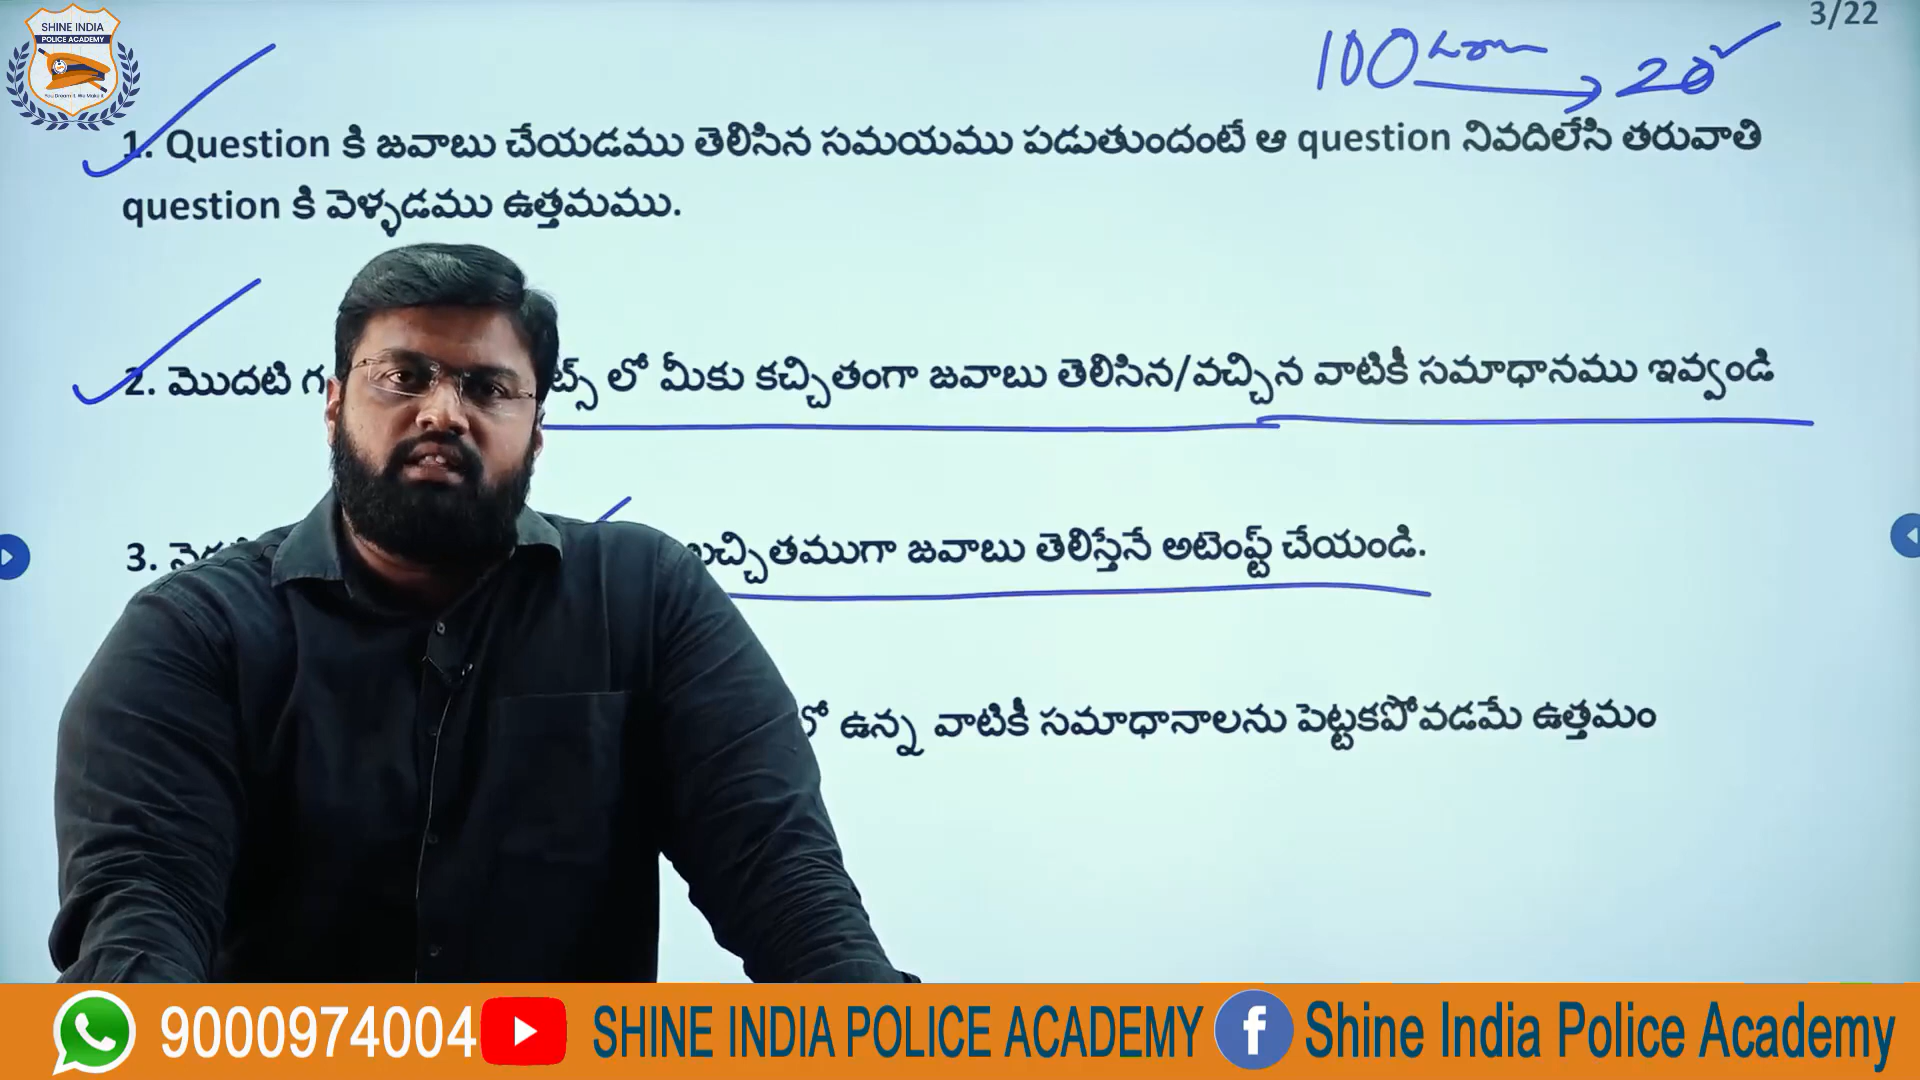 SHINE INDIA
POLICE ACADEMY
3/22
100 → 20
1. Question కి జవాబు చేయడము తెలిసిన సమయము పడుతుందంటే ఆ question నివదిలేసి తరువాతి
question కి వెళ్ళడము ఉత్తమము.
2. మొదటి లో మీకు కచ్చితంగా జవాబు తెలిసిన/వచ్చిన వాటికీ సమాధానము ఇవ్వండి
3. జవాబు తెలిస్తేనే అటెంప్ట్ చేయండి.
ఉన్న వాటికీ సమాధానాలను పెట్టకపోవడమే ఉత్తమం
9000974004 SHINE INDIA POLICE ACADEMY f Shine India Police Academy